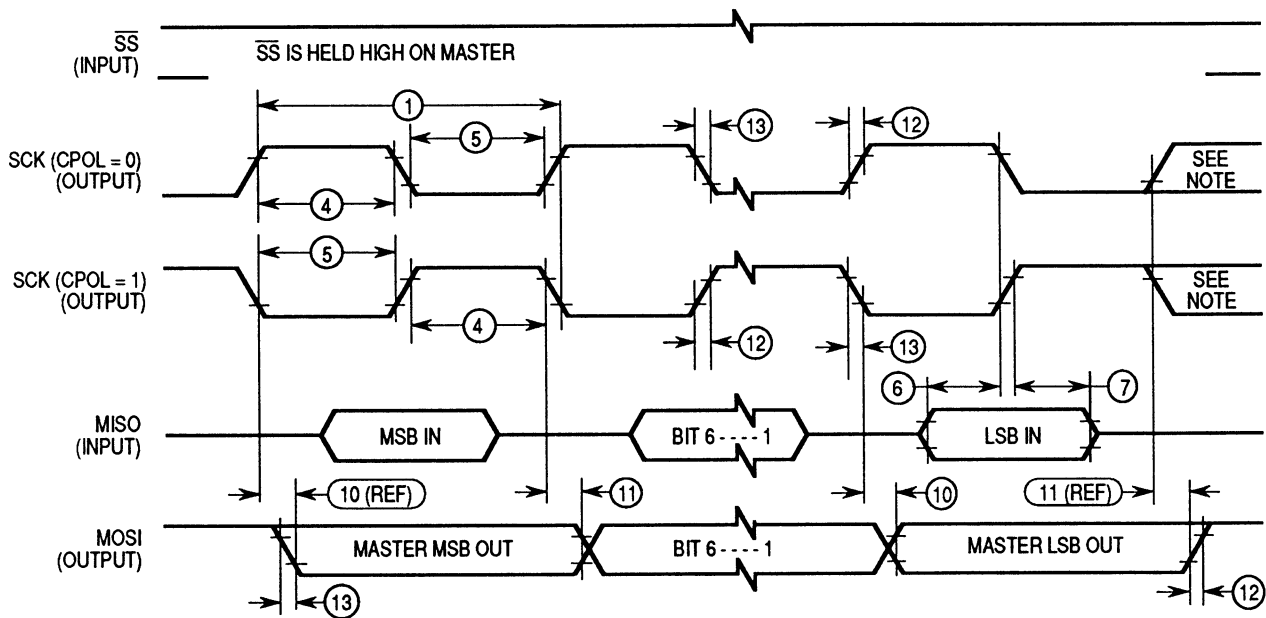 SS
(INPUT)
SS IS HELD HIGH ON MASTER
1
5
13
12
SCK (CPOL = 0)
(OUTPUT)
4
SEE
NOTE
5
SCK (CPOL = 1)
(OUTPUT)
4
SEE
NOTE
12
13
6
7
MISO
(INPUT)
MSB IN
BIT 6 - - - - 1
LSB IN
10 (REF)
11
10
11 (REF)
MOSI
(OUTPUT)
MASTER MSB OUT
BIT 6 - - - - 1
MASTER LSB OUT
13
12